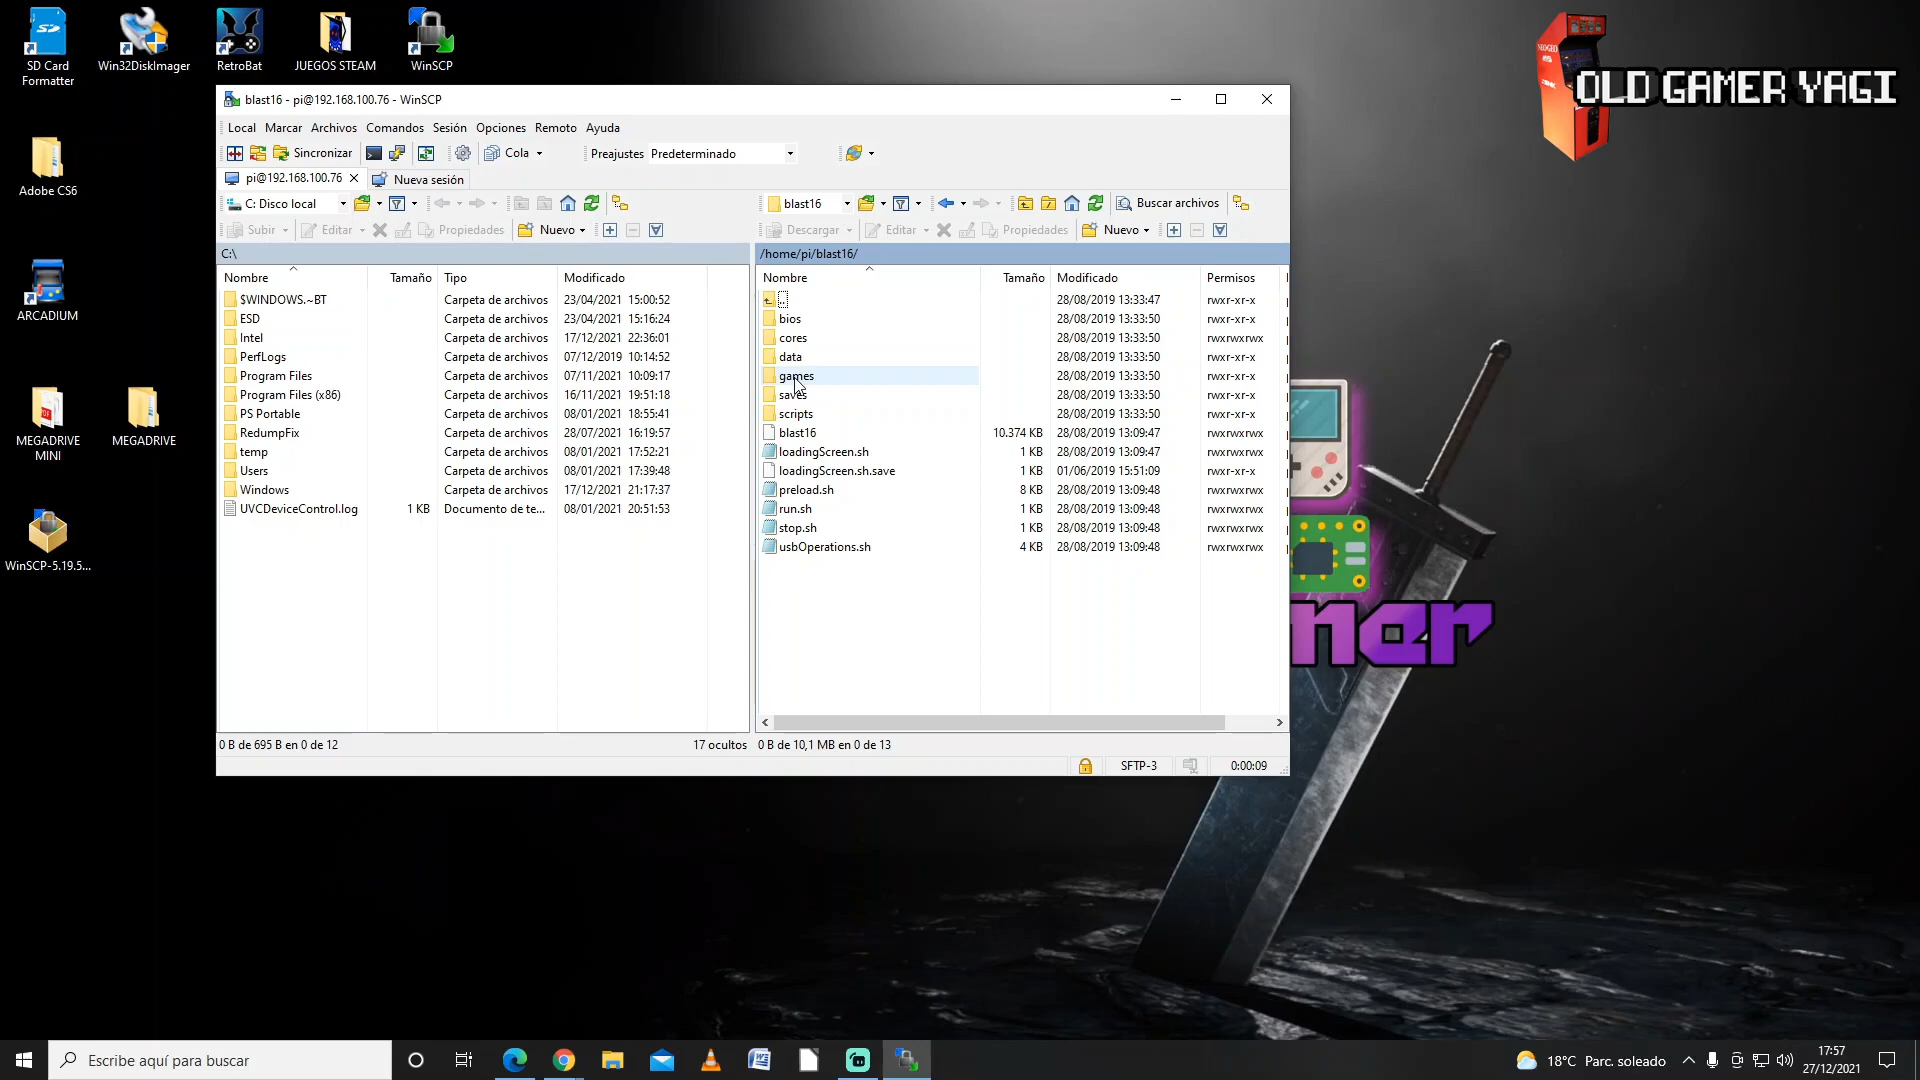 SD Card
Formatter
Win32DiskImager
RetroBat
JUEGOS STEAM
WinSCP
OLD GAMER YAGI
Adobe CS6
ARCADIUM
MEGADRIVE
MINI
MEGADRIVE
WinSCP-5.19.5...
blast16 - pi@192.168.100.76 - WinSCP
Local Marcar Archivos Comandos Sesión Opciones Remoto Ayuda
Sincronizar Cola Preajustes Predeterminado
pi@192.168.100.76 Nueva sesión
C: Disco local
blast16 Buscar archivos
Subir Editar Propiedades Nuevo
Descargar Editar Propiedades Nuevo
C:\
Nombre Tamaño Tipo Modificado
$WINDOWS.~BT Carpeta de archivos 23/04/2021 15:00:52
ESD Carpeta de archivos 23/04/2021 15:16:24
Intel Carpeta de archivos 17/12/2021 22:36:01
PerfLogs Carpeta de archivos 07/12/2019 10:14:52
Program Files Carpeta de archivos 07/11/2021 10:09:17
Program Files (x86) Carpeta de archivos 16/11/2021 19:51:18
PS Portable Carpeta de archivos 08/01/2021 18:55:41
RedumpFix Carpeta de archivos 28/07/2021 16:19:57
temp Carpeta de archivos 08/01/2021 17:52:21
Users Carpeta de archivos 08/01/2021 17:39:48
Windows Carpeta de archivos 17/12/2021 21:17:37
UVCDeviceControl.log 1 KB Documento de te... 08/01/2021 20:51:53
0 B de 695 B en 0 de 12 17 ocultos
/home/pi/blast16/
Nombre Tamaño Modificado Permisos
.. 28/08/2019 13:33:47 rwxr-xr-x
bios 28/08/2019 13:33:50 rwxr-xr-x
cores 28/08/2019 13:33:50 rwxrwxrwx
data 28/08/2019 13:33:50 rwxr-xr-x
games 28/08/2019 13:33:50 rwxr-xr-x
saves 28/08/2019 13:33:50 rwxr-xr-x
scripts 28/08/2019 13:33:50 rwxr-xr-x
blast16 10.374 KB 28/08/2019 13:09:47 rwxrwxrwx
loadingScreen.sh 1 KB 28/08/2019 13:09:47 rwxrwxrwx
loadingScreen.sh.save 1 KB 01/06/2019 15:51:09 rwxr-xr-x
preload.sh 8 KB 28/08/2019 13:09:48 rwxrwxrwx
run.sh 1 KB 28/08/2019 13:09:48 rwxrwxrwx
stop.sh 1 KB 28/08/2019 13:09:48 rwxrwxrwx
usbOperations.sh 4 KB 28/08/2019 13:09:48 rwxrwxrwx
0 B de 10,1 MB en 0 de 13
SFTP-3 0:00:09
mer
Escribe aquí para buscar
18°C Parc. soleado
17:57
27/12/2021